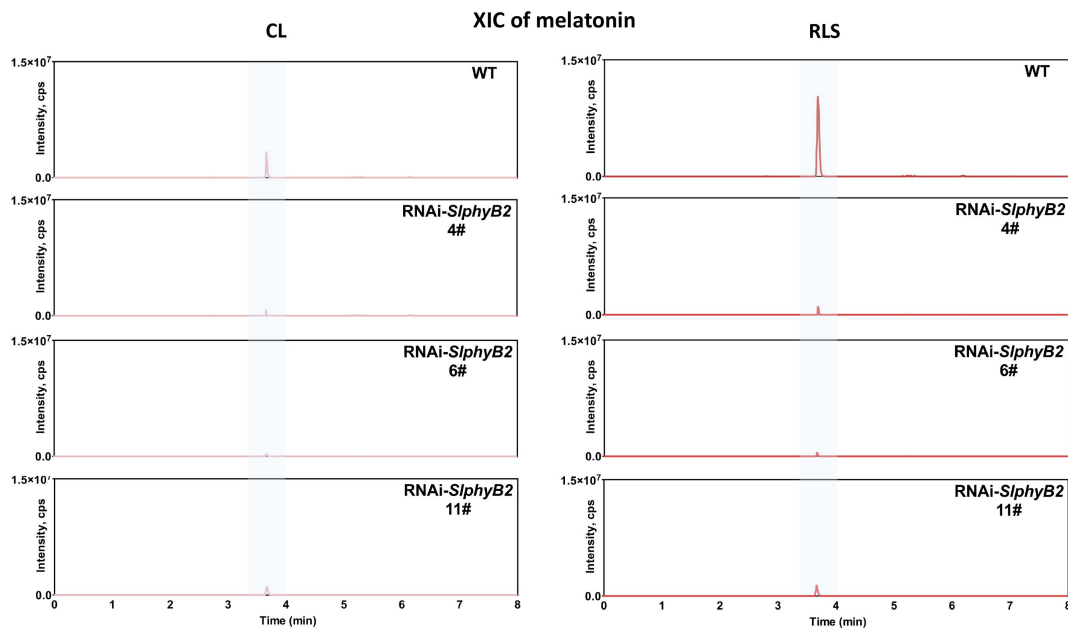 XIC of melatonin
CL
RLS
1.5×10⁷
Intensity, cps
0.0
WT
1.5×10⁷
Intensity, cps
0.0
WT
1.5×10⁷
Intensity, cps
0.0
RNAi-SlphyB2
4#
1.5×10⁷
Intensity, cps
0.0
RNAi-SlphyB2
4#
1.5×10⁷
Intensity, cps
0.0
RNAi-SlphyB2
6#
1.5×10⁷
Intensity, cps
0.0
RNAi-SlphyB2
6#
1.5×10⁷
Intensity, cps
0.0
RNAi-SlphyB2
11#
0 1 2 3 4 5 6 7 8
Time (min)
1.5×10⁷
Intensity, cps
0.0
RNAi-SlphyB2
11#
0 1 2 3 4 5 6 7 8
Time (min)